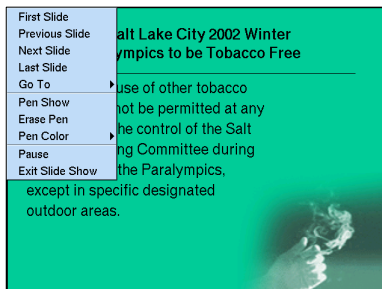 First Slide
Previous Slide
Next Slide
Last Slide
Go To
Pen Show
Erase Pen
Pen Color
Pause
Exit Slide Show
alt Lake City 2002 Winter
ympics to be Tobacco Free
use of other tobacco
not be permitted at any
he control of the Salt
ng Committee during
the Paralympics,
except in specific designated
outdoor areas.